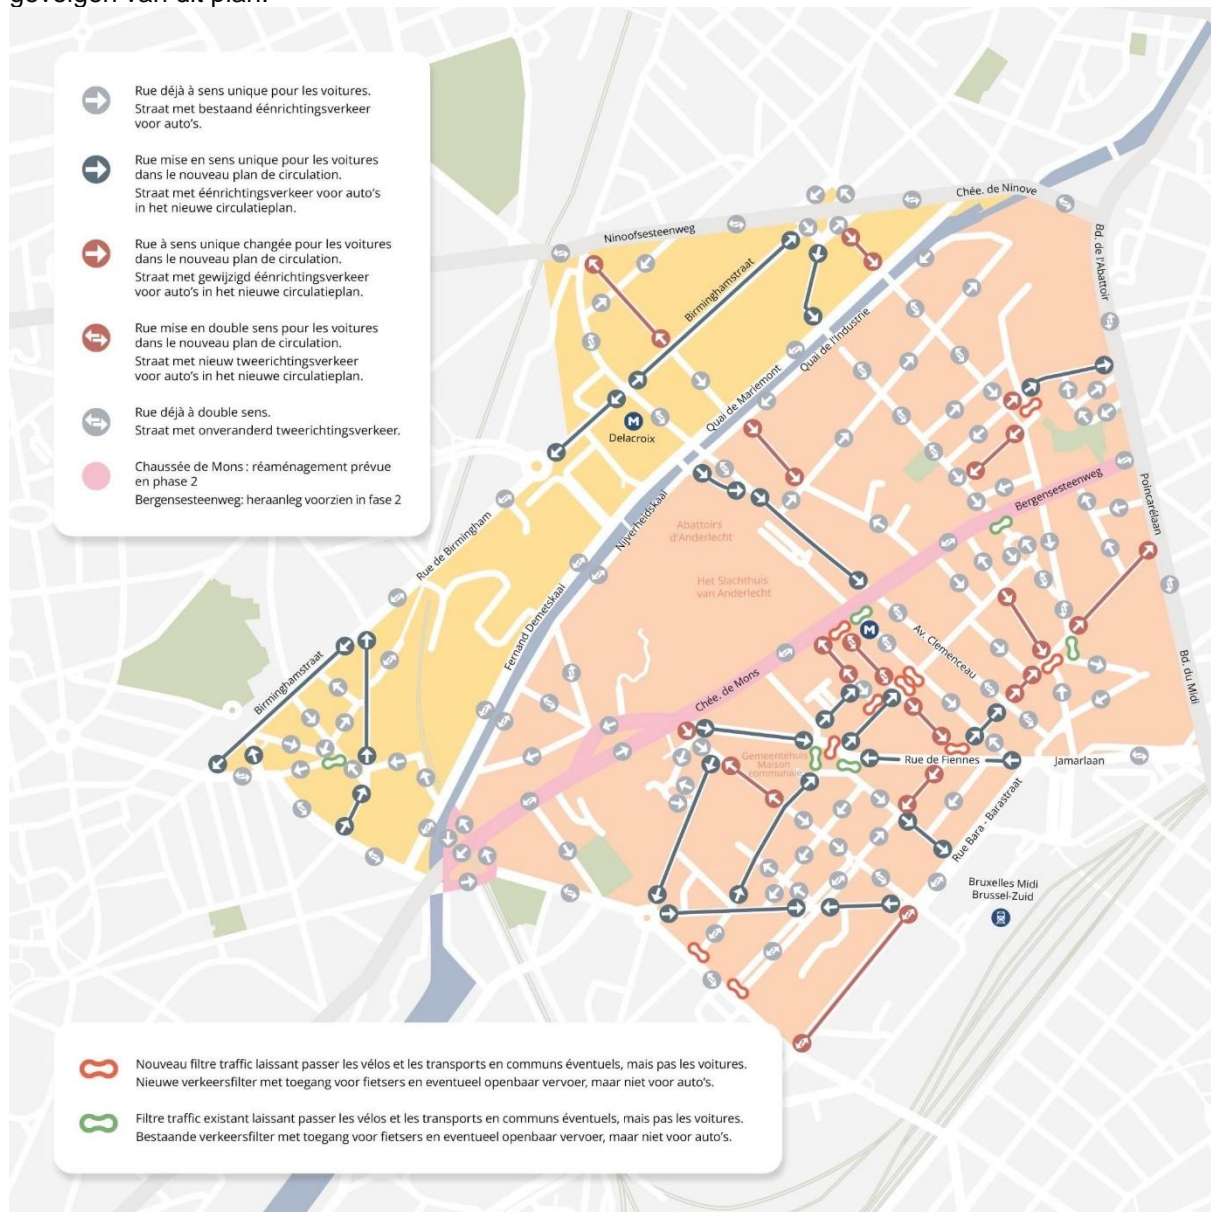 gevolgen van dit plan.
Rue déjà à sens unique pour les voitures.
Straat met bestaand éénrichtingsverkeer
voor auto's.
Rue mise en sens unique pour les voitures
dans le nouveau plan de circulation.
Straat met éénrichtingsverkeer voor auto's
in het nieuwe circulatieplan.
Rue à sens unique changée pour les voitures
dans le nouveau plan de circulation.
Straat met gewijzigd éénrichtingsverkeer
voor auto's in het nieuwe circulatieplan.
Rue mise en double sens pour les voitures
dans le nouveau plan de circulation.
Straat met nieuw tweerichtingsverkeer
voor auto's in het nieuwe circulatieplan.
Rue déjà à double sens.
Straat met onveranderd tweerichtingsverkeer.
Chaussée de Mons : réaménagement prévue
en phase 2
Bergensesteenweg: heraanleg voorzien in fase 2
Chée. de Ninove
Ninoofsesteenweg
Bd. de l'Abattoir
Birminghamstraat
Quai de l'Industrie
Quai de Mariemont
M
Delacroix
Bergensesteenweg
Poincarélaan
Nijverheidskaai
Abattoirs
d'Anderlecht
Rue de Birmingham
Het Slachthuis
van Anderlecht
Fernand Demetskaai
M
Av. Clemenceau
Birminghamstraat
Chée. de Mons
Bd. du Midi
Gemeentehuis
Maison
communale
Rue de Fiennes
Jamarlaan
Rue Bara - Barastraat
Bruxelles Midi
Brussel-Zuid
Nouveau filtre traffic laissant passer les vélos et les transports en communs éventuels, mais pas les voitures.
Nieuwe verkeersfilter met toegang voor fietsers en eventueel openbaar vervoer, maar niet voor auto's.
Filtre traffic existant laissant passer les vélos et les transports en communs éventuels, mais pas les voitures.
Bestaande verkeersfilter met toegang voor fietsers en eventueel openbaar vervoer, maar niet voor auto's.